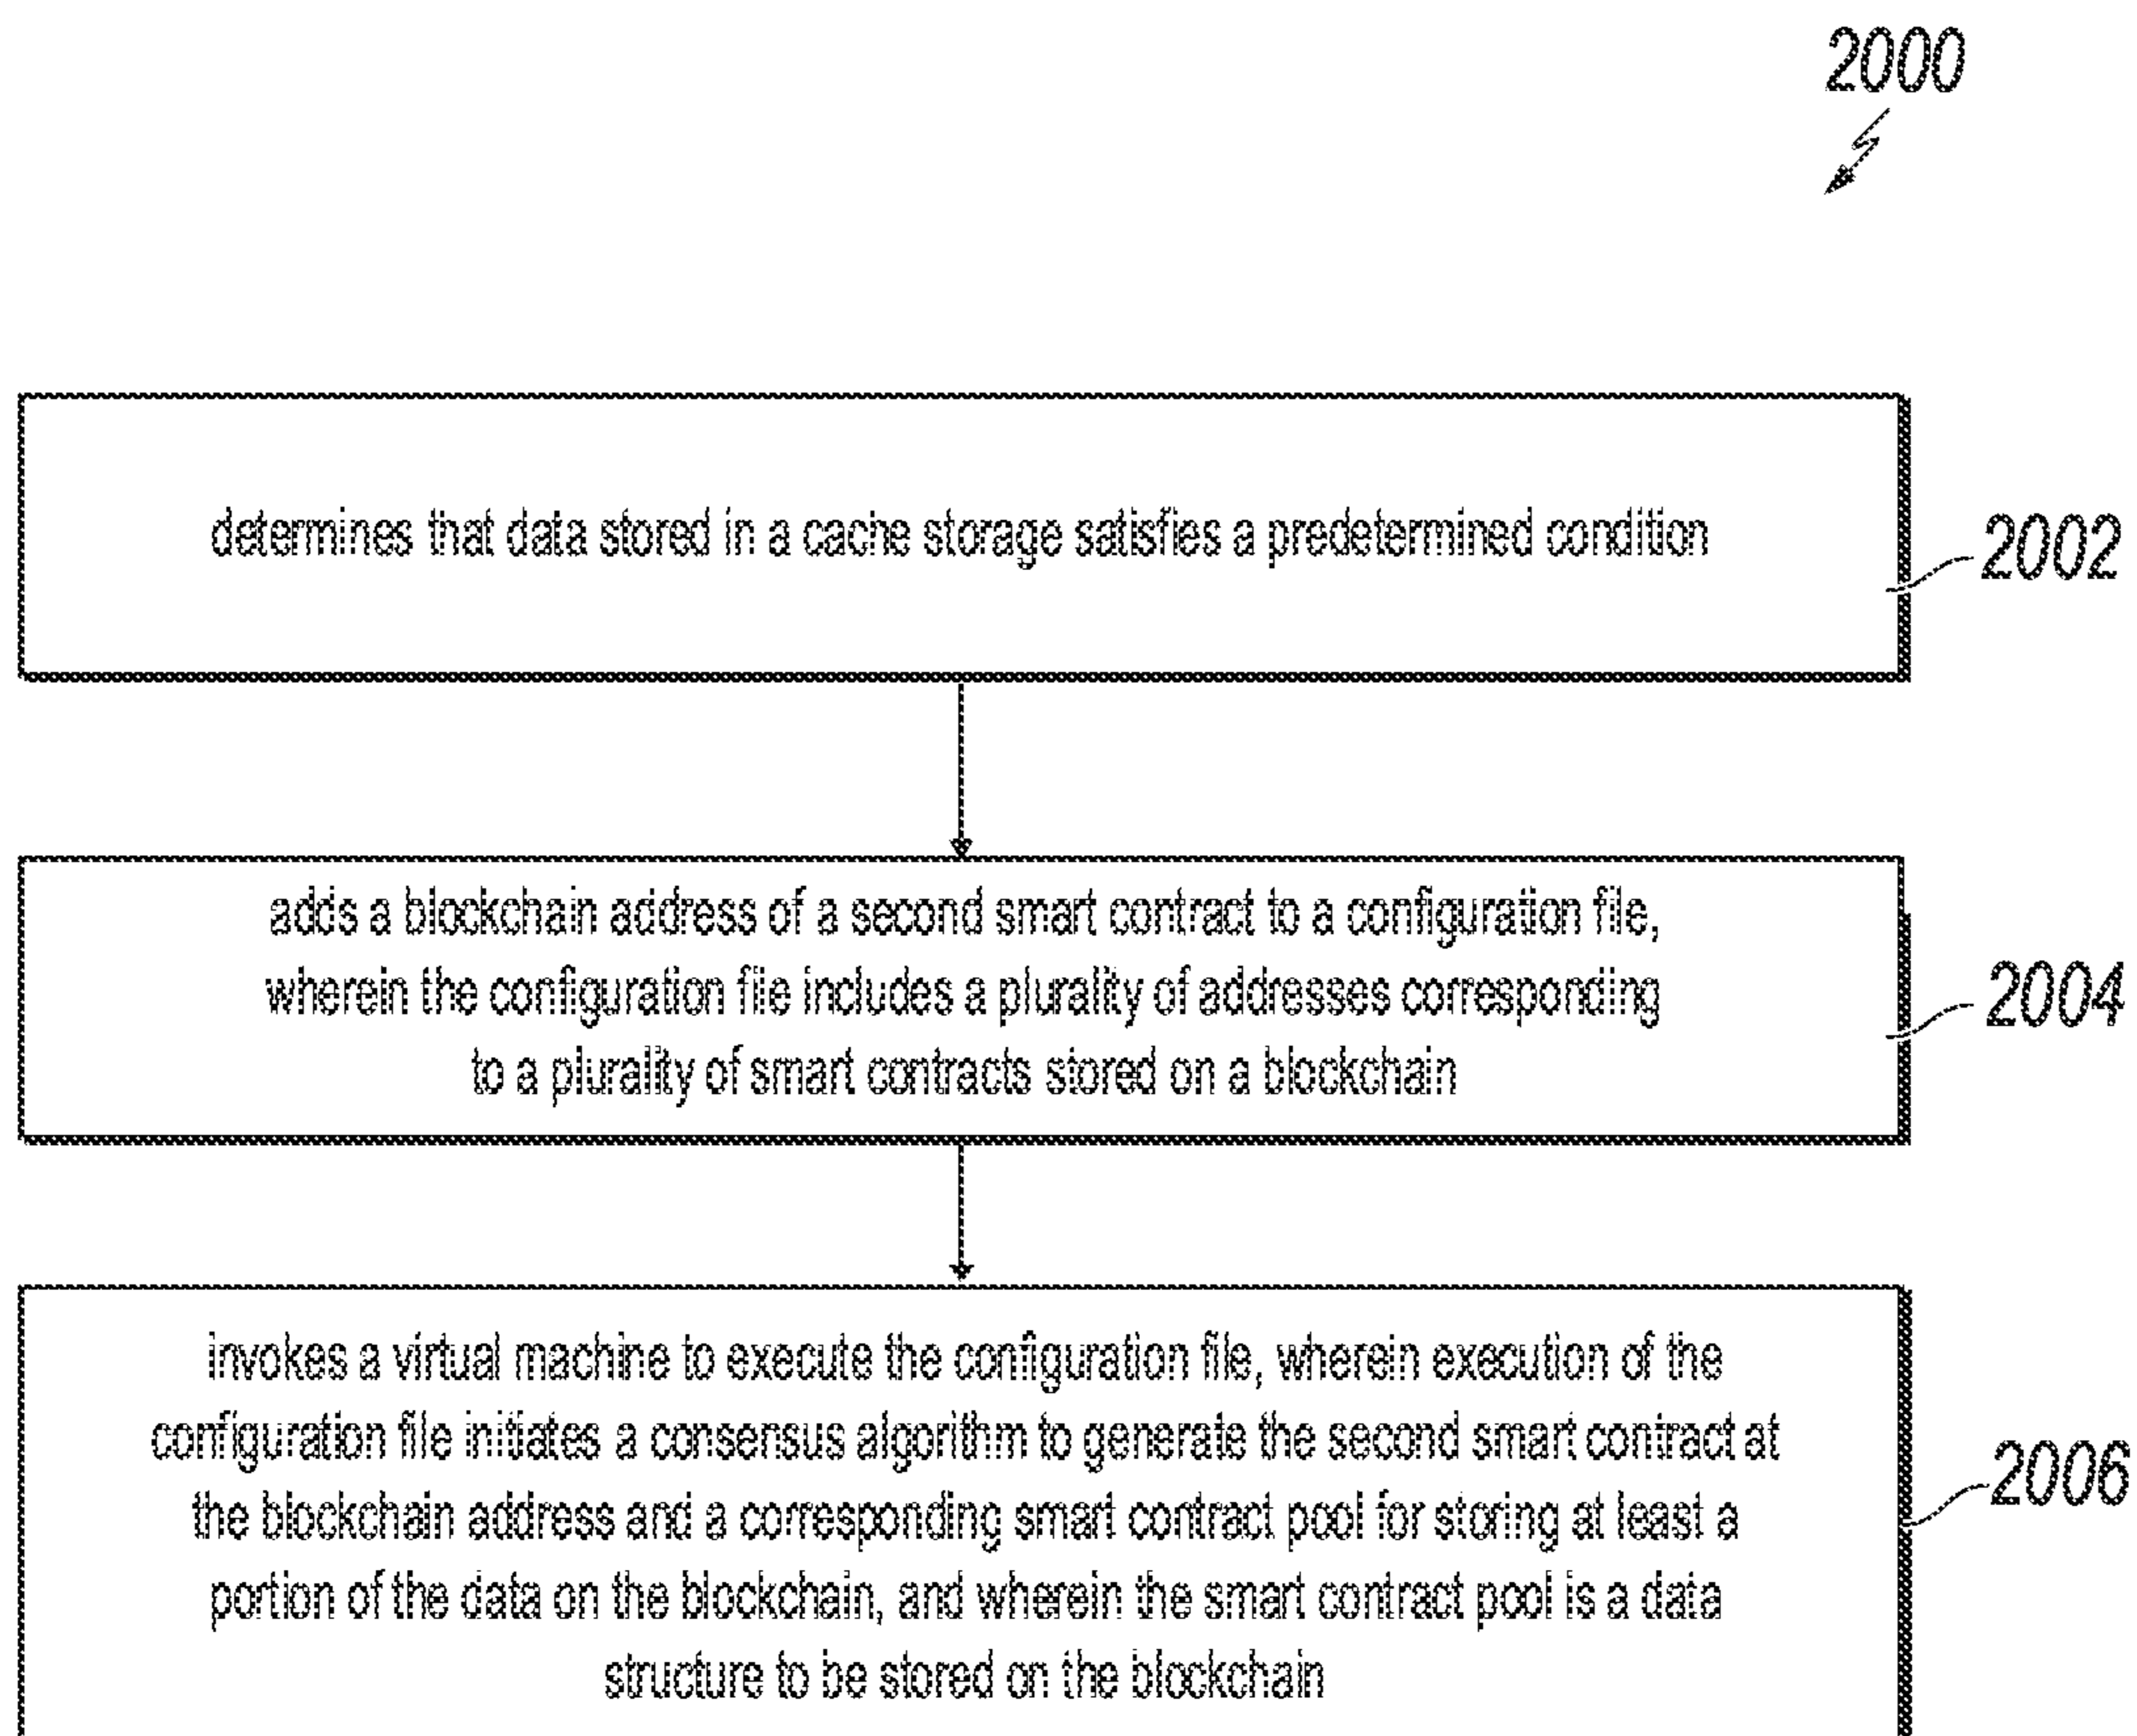 2000
determines that data stored in a cache storage satisfies a predetermined condition
2002
adds a blockchain address of a second smart contract to a configuration file,
wherein the configuration file includes a plurality of addresses corresponding
to a plurality of smart contracts stored on a blockchain
2004
invokes a virtual machine to execute the configuration file, wherein execution of the
configuration file initiates a consensus algorithm to generate the second smart contract at
the blockchain address and a corresponding smart contract pool for storing at least a
portion of the data on the blockchain, and wherein the smart contract pool is a data
structure to be stored on the blockchain
2006